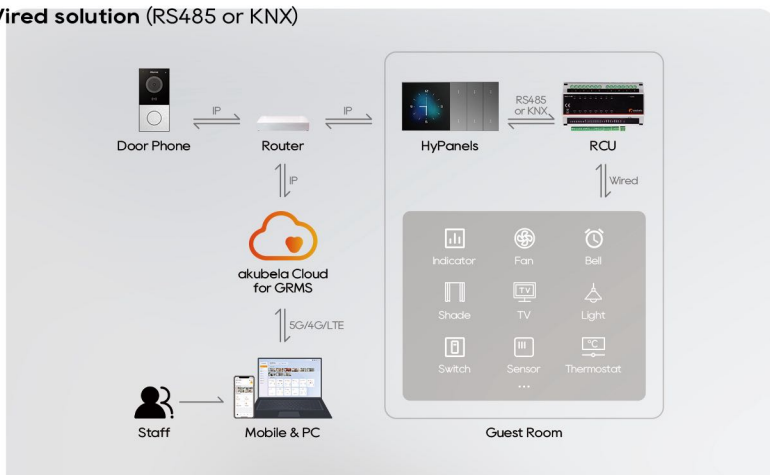 Wired solution (RS485 or KNX)
IP
IP
RS485
or KNX
Door Phone
Router
HyPanels
RCU
IP
Wired
akubela Cloud
for GRMS
Indicator
Fan
Bell
TV
Shade
TV
Light
5G/4G/LTE
°C
Switch
Sensor
Thermostat
...
Staff
Mobile & PC
Guest Room